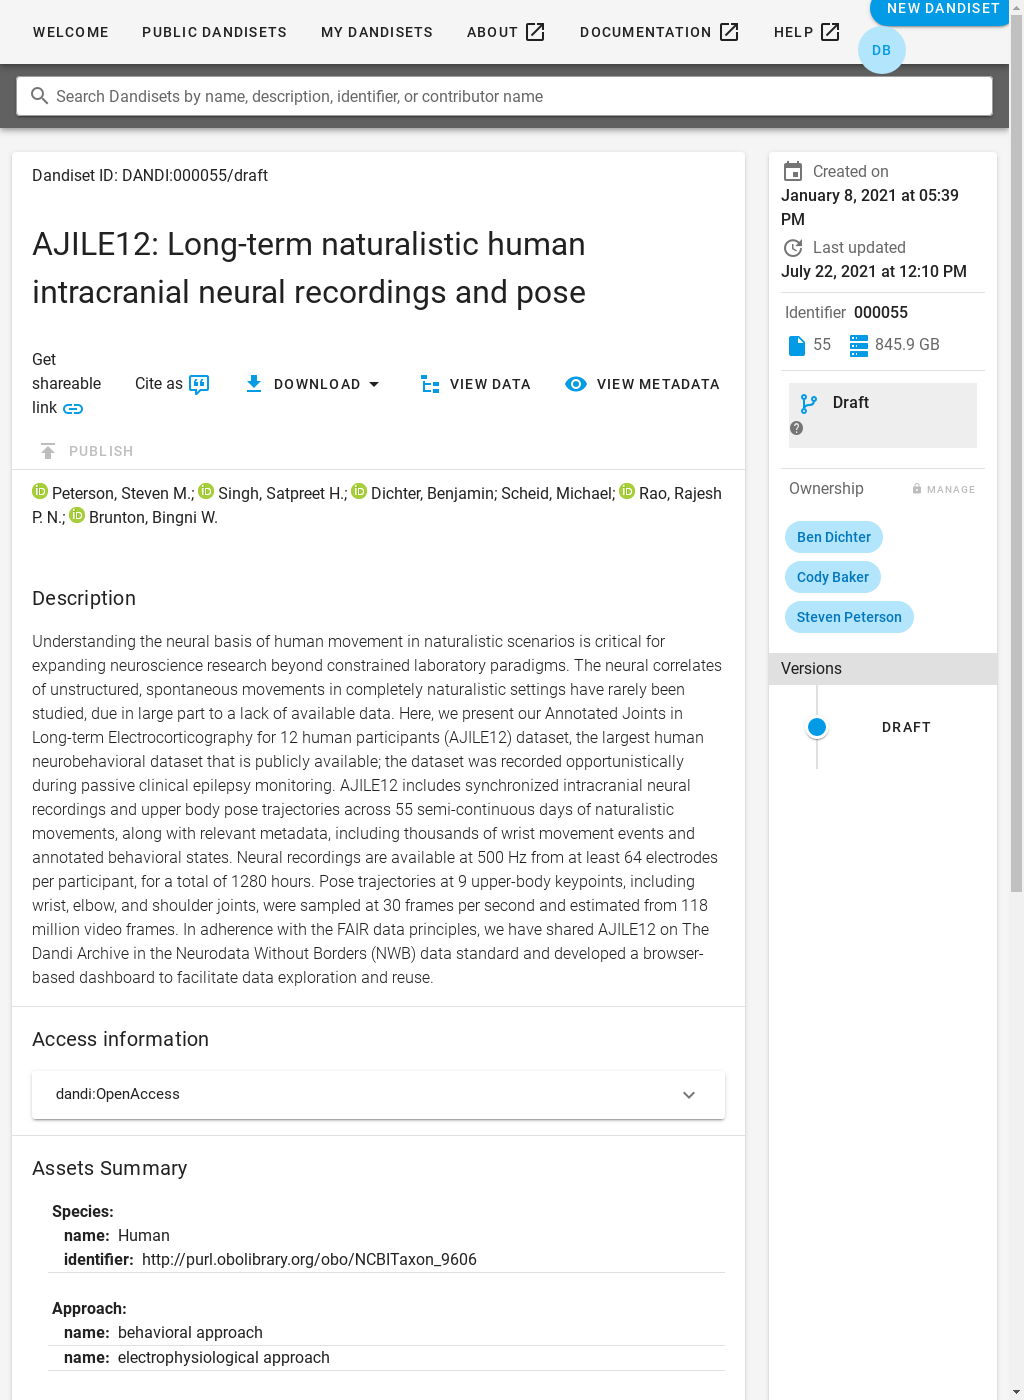 WELCOME PUBLIC DANDISETS MY DANDISETS ABOUT DOCUMENTATION HELP NEW DANDISET
DB
Search Dandisets by name, description, identifier, or contributor name
Dandiset ID: DANDI:000055/draft
AJILE12: Long-term naturalistic human
intracranial neural recordings and pose
Get
shareable
link
Cite as
DOWNLOAD
VIEW DATA
VIEW METADATA
PUBLISH
Peterson, Steven M.; Singh, Satpreet H.; Dichter, Benjamin; Scheid, Michael; Rao, Rajesh
P. N.; Brunton, Bingni W.
Description
Understanding the neural basis of human movement in naturalistic scenarios is critical for
expanding neuroscience research beyond constrained laboratory paradigms. The neural correlates
of unstructured, spontaneous movements in completely naturalistic settings have rarely been
studied, due in large part to a lack of available data. Here, we present our Annotated Joints in
Long-term Electrocorticography for 12 human participants (AJILE12) dataset, the largest human
neurobehavioral dataset that is publicly available; the dataset was recorded opportunistically
during passive clinical epilepsy monitoring. AJILE12 includes synchronized intracranial neural
recordings and upper body pose trajectories across 55 semi-continuous days of naturalistic
movements, along with relevant metadata, including thousands of wrist movement events and
annotated behavioral states. Neural recordings are available at 500 Hz from at least 64 electrodes
per participant, for a total of 1280 hours. Pose trajectories at 9 upper-body keypoints, including
wrist, elbow, and shoulder joints, were sampled at 30 frames per second and estimated from 118
million video frames. In adherence with the FAIR data principles, we have shared AJILE12 on The
Dandi Archive in the Neurodata Without Borders (NWB) data standard and developed a browser-
based dashboard to facilitate data exploration and reuse.
Access information
dandi:OpenAccess
Assets Summary
Species:
name: Human
identifier: http://purl.obolibrary.org/obo/NCBITaxon_9606
Approach:
name: behavioral approach
name: electrophysiological approach
Created on
January 8, 2021 at 05:39
PM
Last updated
July 22, 2021 at 12:10 PM
Identifier 000055
55 845.9 GB
Draft
Ownership MANAGE
Ben Dichter
Cody Baker
Steven Peterson
Versions
DRAFT